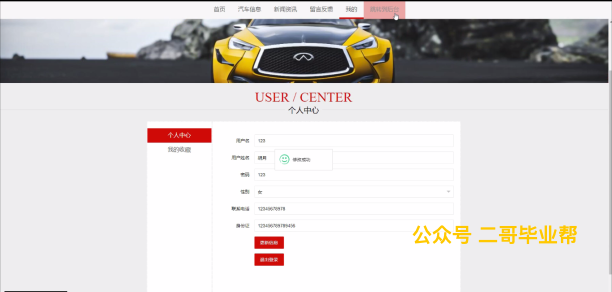 首页 汽车信息 新闻资讯 留言反馈 我的 跳转到后台
USER / CENTER
个人中心
个人中心
我的收藏
用户名 123
用户姓名
修改成功
密码 123
性别 女
联系电话 12345678978
身份证 123456789789456
更新信息
退出登录
公众号 二哥毕业帮